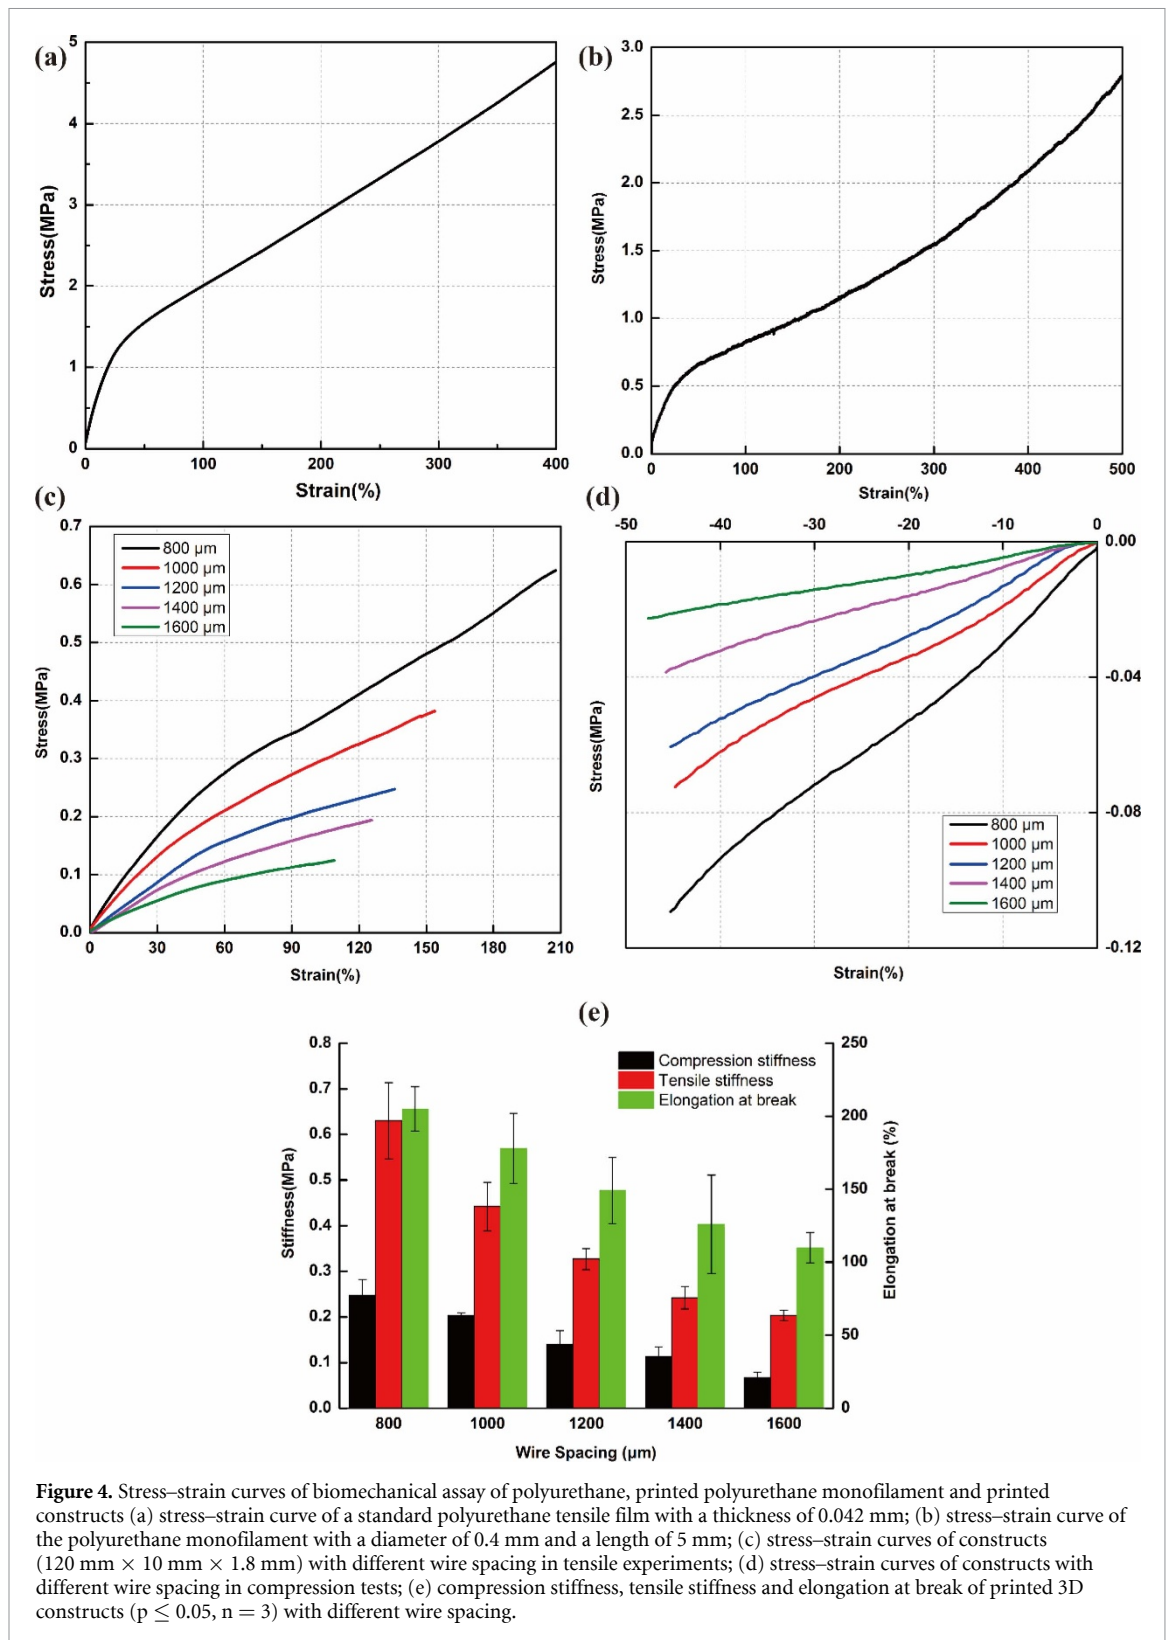 (a)
5
4
3
2
1
0
Stress(MPa)
0 100 200 300 400
Strain(%)
(b)
3.0
2.5
2.0
1.5
1.0
0.5
0.0
Stress(MPa)
0 100 200 300 400 500
Strain(%)
(c)
0.7
0.6
0.5
0.4
0.3
0.2
0.1
0.0
Stress(MPa)
800 μm
1000 μm
1200 μm
1400 μm
1600 μm
0 30 60 90 120 150 180 210
Strain(%)
(d)
-50 -40 -30 -20 -10 0
0.00
-0.04
-0.08
-0.12
Stress(MPa)
800 μm
1000 μm
1200 μm
1400 μm
1600 μm
Strain(%)
(e)
0.8
0.7
0.6
0.5
0.4
0.3
0.2
0.1
0.0
Stiffness(MPa)
Compression stiffness
Tensile stiffness
Elongation at break
250
200
150
100
50
0
Elongation at break (%)
800 1000 1200 1400 1600
Wire Spacing (μm)
Figure 4. Stress–strain curves of biomechanical assay of polyurethane, printed polyurethane monofilament and printed
constructs (a) stress–strain curve of a standard polyurethane tensile film with a thickness of 0.042 mm; (b) stress–strain curve of
the polyurethane monofilament with a diameter of 0.4 mm and a length of 5 mm; (c) stress–strain curves of constructs
(120 mm × 10 mm × 1.8 mm) with different wire spacing in tensile experiments; (d) stress–strain curves of constructs with
different wire spacing in compression tests; (e) compression stiffness, tensile stiffness and elongation at break of printed 3D
constructs (p ≤ 0.05, n = 3) with different wire spacing.